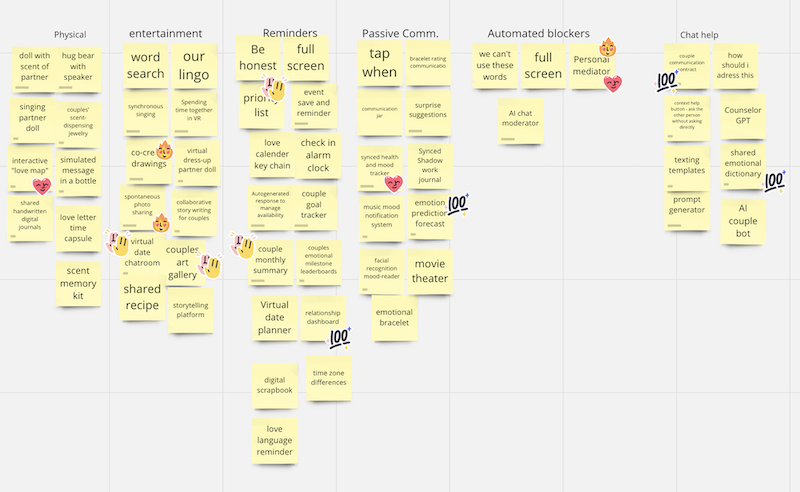 Physical
entertainment
Reminders
Passive Comm.
Automated blockers
Chat help
doll with
scent of
partner
hug bear
with
speaker
singing
partner
doll
couples'
scent-
dispensing
jewelry
interactive
"love map"
simulated
message
in a bottle
shared
handwritten
digital
journals
love letter
time
capsule
scent
memory
kit
word
search
our
lingo
synchronous
singing
Spending
time together
in VR
co-cre
drawings
virtual
dress-up
partner doll
spontaneous
photo
sharing
collaborative
story writing
for couples
virtual
date
chatroom
couples
art
gallery
shared
recipe
storytelling
platform
Be
honest
full
screen
list
event
save and
reminder
love
calender
key chain
check in
alarm
clock
Autogenerated
response to
manage
availability
couple
goal
tracker
couple
monthly
summary
couples
emotional
milestone
leaderboards
Virtual
date
planner
relationship
dashboard
100
digital
scrapbook
time zone
differences
love
language
reminder
tap
when
bracelet rating
communicatio
communication
jar
surprise
suggestions
synced health
and mood
tracker
Synced
Shadow
work
journal
music mood
notification
system
emotion
prediction
forecast
100
facial
recognition
mood-reader
movie
theater
emotional
bracelet
we can't
use these
words
full
screen
Personal
mediator
AI chat
moderator
couple
communication
contract
100
how
should i
adress this
context help
button - ask the
other person
without asking
directly
Counselor
GPT
texting
templates
shared
emotional
dictionary
100
prompt
generator
AI
couple
bot